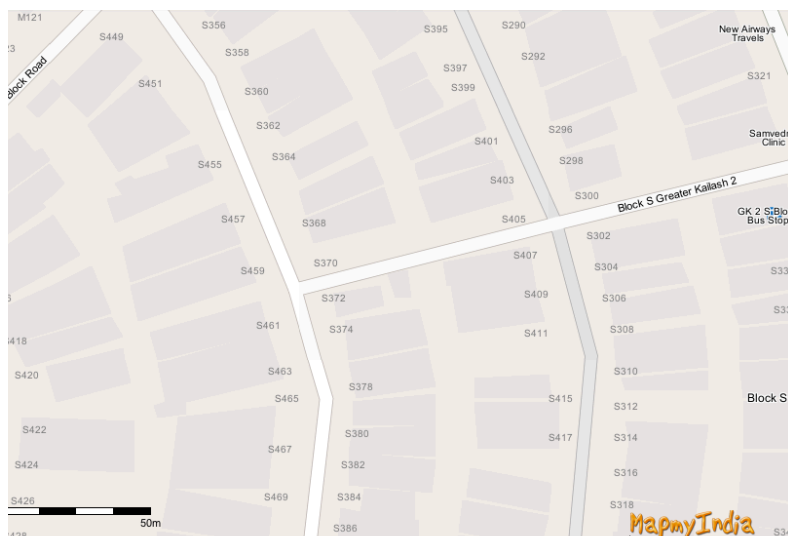 M121
S356
S395
S290
New Airways
Travels
S449
S358
S292
Block Road
S397
S451
S399
S321
S360
S362
S296
Samvedna
Clinic
S401
S364
S298
S455
S403
S300
Block S Greater Kailash 2
S457
S368
S405
GK 2 S Blo
Bus Stop
S302
S407
S370
S459
S304
S372
S409
S306
S461
S374
S411
S308
S418
S463
S310
S420
S378
S465
S415
S312
Block S
S422
S380
S417
S314
S467
S424
S382
S316
S426
S469
S384
S318
50m
S386
MapmyIndia